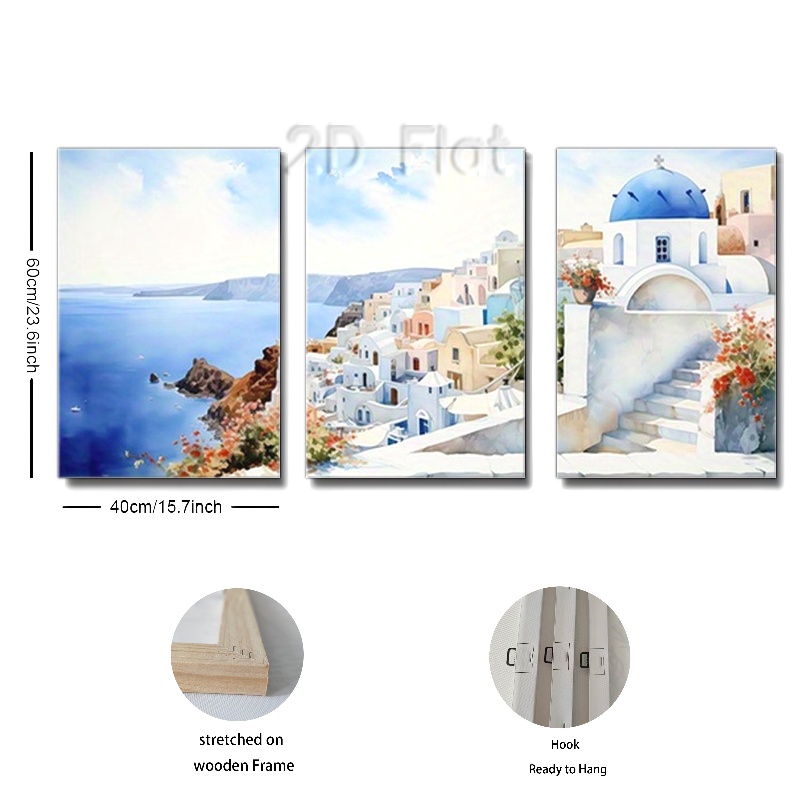 2D Flat
60cm/23.6inch
40cm/15.7inch
stretched on
wooden Frame
Hook
Ready to Hang